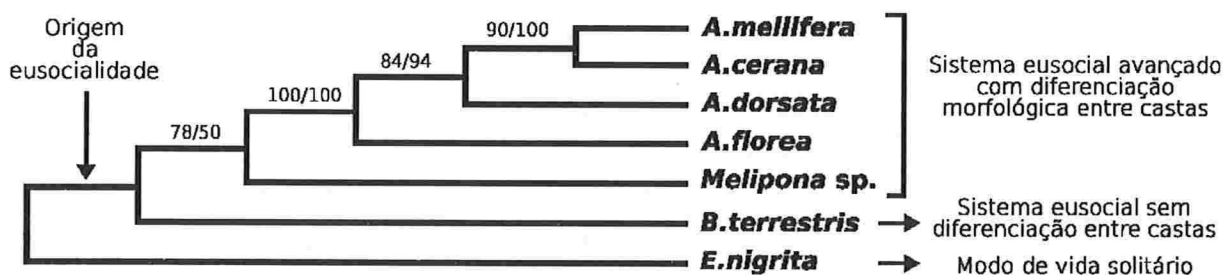 Origem
da
eusocialidade
78/50
100/100
84/94
90/100
A.mellifera
A.cerana
A.dorsata
A.florea
Melipona sp.
B.terrestris
E.nigrita
Sistema eusocial avançado
com diferenciação
morfológica entre castas
Sistema eusocial sem
diferenciação entre castas
Modo de vida solitário